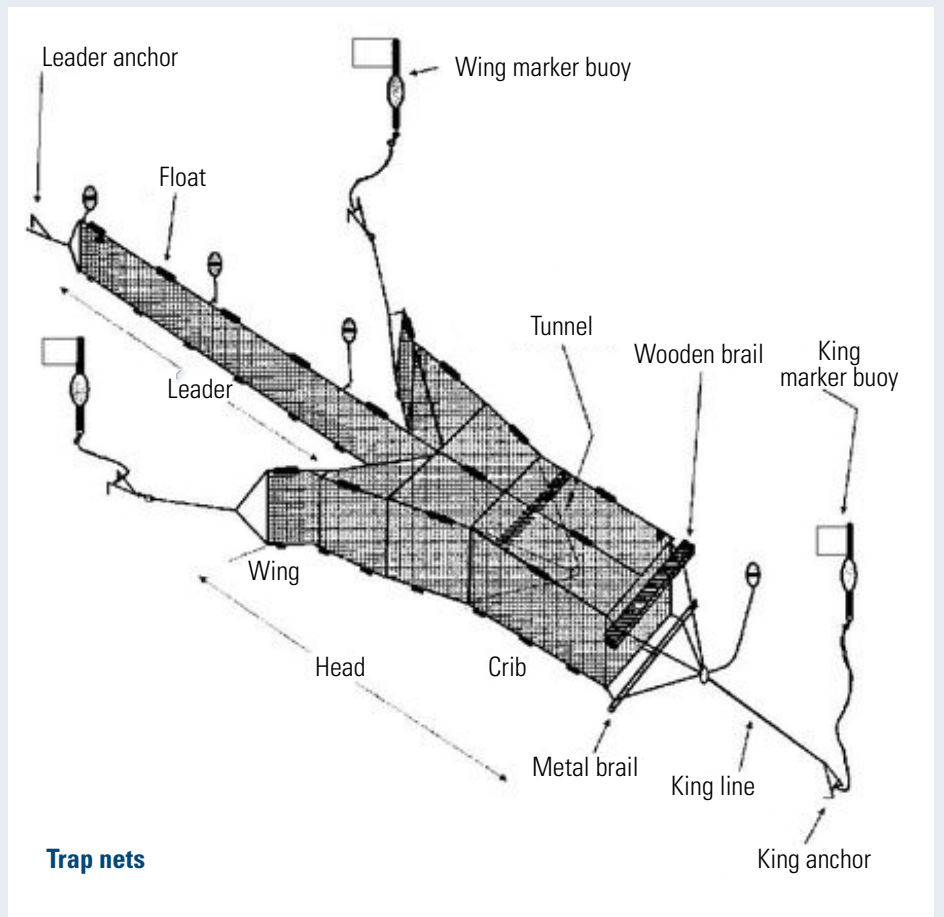 Leader anchor
Wing marker buoy
Float
Tunnel
Wooden brail
King
marker buoy
Leader
Wing
Head
Crib
Metal brail
King line
King anchor
Trap nets